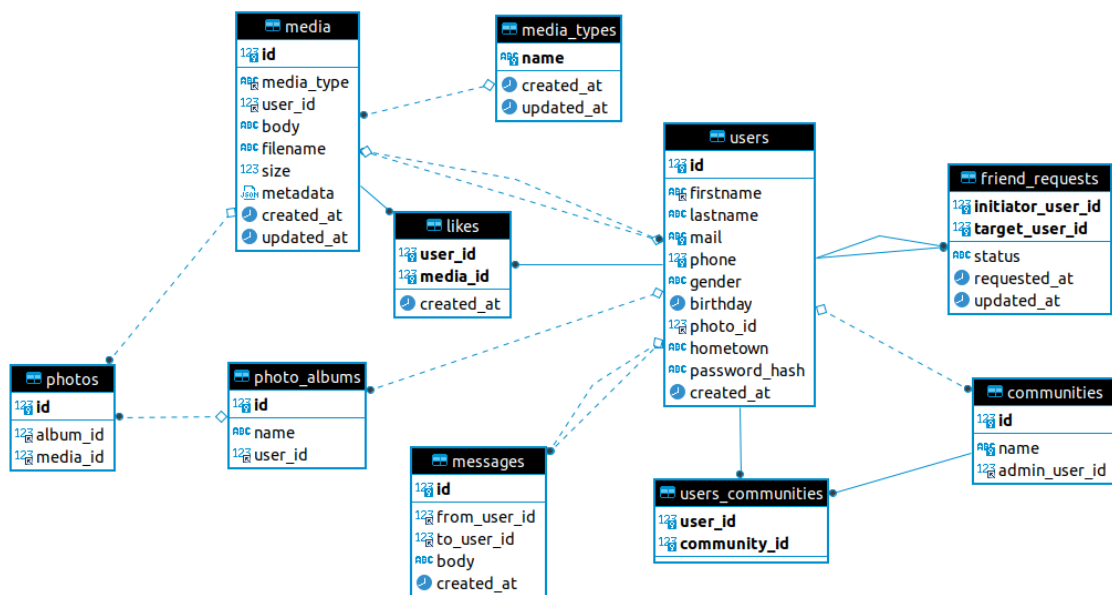 media
id
media_type
user_id
body
filename
size
metadata
created_at
updated_at
media_types
name
created_at
updated_at
users
id
firstname
lastname
mail
phone
gender
birthday
photo_id
hometown
password_hash
created_at
friend_requests
initiator_user_id
target_user_id
status
requested_at
updated_at
likes
user_id
media_id
created_at
photos
id
album_id
media_id
photo_albums
id
name
user_id
messages
id
from_user_id
to_user_id
body
created_at
users_communities
user_id
community_id
communities
id
name
admin_user_id